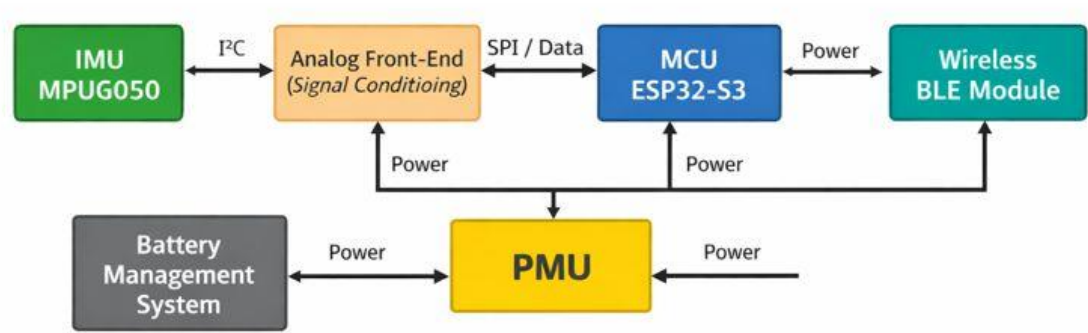 IMU
MPUG050
I²C
Analog Front-End
(Signal Conditioing)
SPI / Data
MCU
ESP32-S3
Power
Wireless
BLE Module
Power
Power
Battery
Management
System
Power
PMU
Power